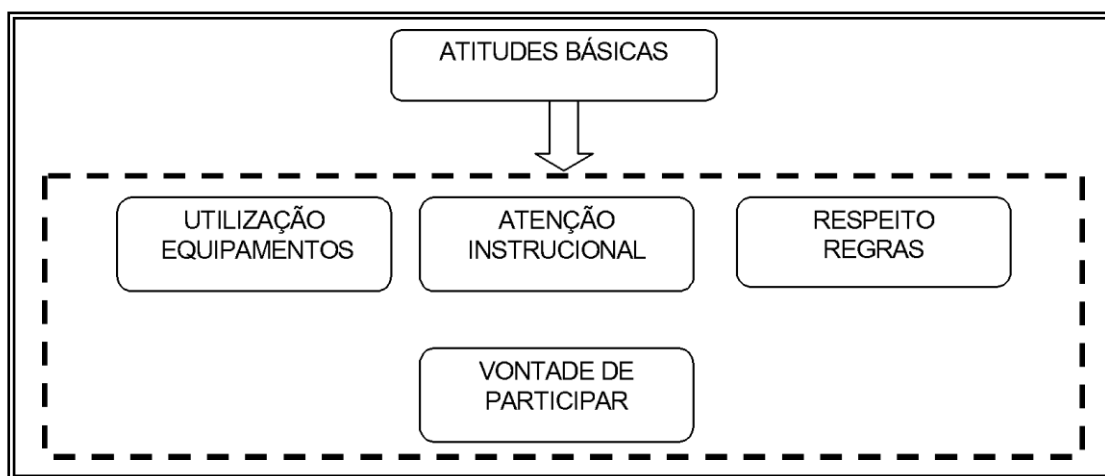 ATITUDES BÁSICAS
UTILIZAÇÃO
EQUIPAMENTOS
ATENÇÃO
INSTRUCIONAL
RESPEITO
REGRAS
VONTADE DE
PARTICIPAR